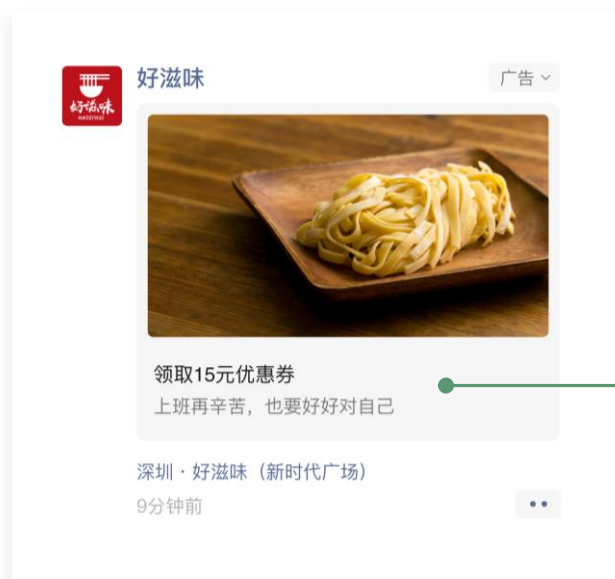 好滋味
广告
好滋味
领取15元优惠券
上班再辛苦，也要好好对自己
深圳·好滋味（新时代广场）
9分钟前